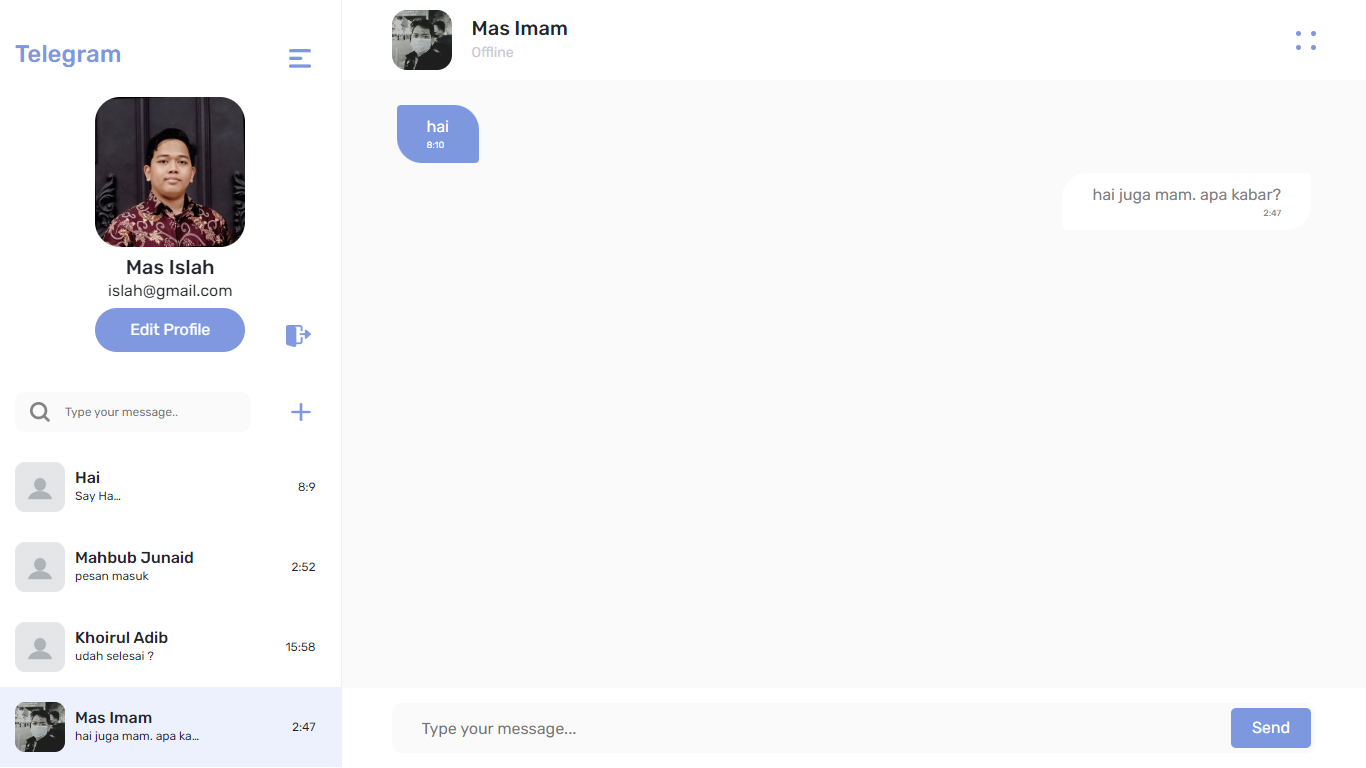 Telegram
Mas Islah
islah@gmail.com
Edit Profile
Type your message..
Hai
Say Ha...
8:9
Mahbub Junaid
pesan masuk
2:52
Khoirul Adib
udah selesai ?
15:58
Mas Imam
hai juga mam. apa ka...
2:47
Mas Imam
Offline
hai
8:10
hai juga mam. apa kabar?
2:47
Type your message...
Send